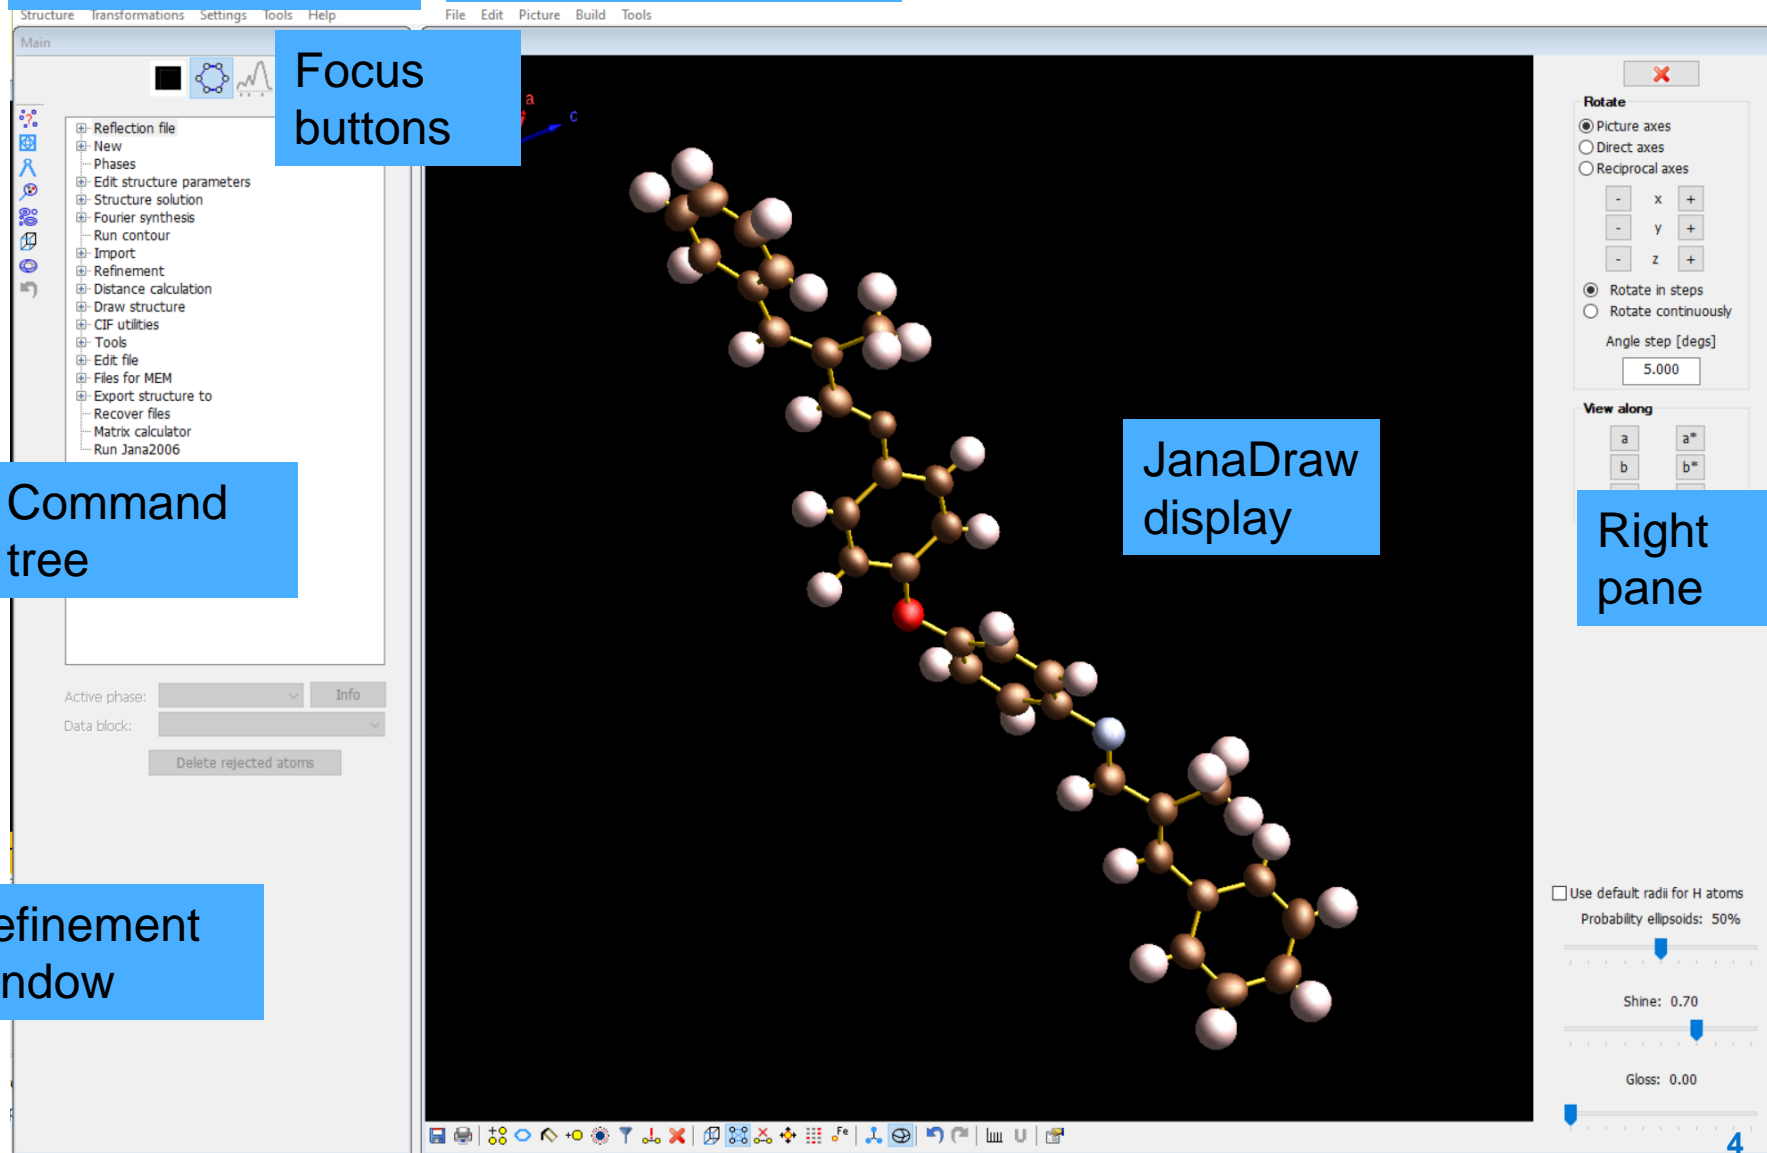 Structure Transformations Settings Tools Help
File Edit Picture Build Tools
Main
Focus
buttons
a
c
Reflection file
New
Phases
Edit structure parameters
Structure solution
Fourier synthesis
Run contour
Import
Refinement
Distance calculation
Draw structure
CIF utilities
Tools
Edit file
Files for MEM
Export structure to
Recover files
Matrix calculator
Run Jana2006
Command
tree
Active phase:
Info
Data block:
Delete rejected atoms
efinement
ndow
JanaDraw
display
Rotate
Picture axes
Direct axes
Reciprocal axes
- x +
- y +
- z +
Rotate in steps
Rotate continuously
Angle step [degs]
5.000
View along
a a*
b b*
Right
pane
Use default radii for H atoms
Probability ellipsoids: 50%
Shine: 0.70
Gloss: 0.00
Fe
4